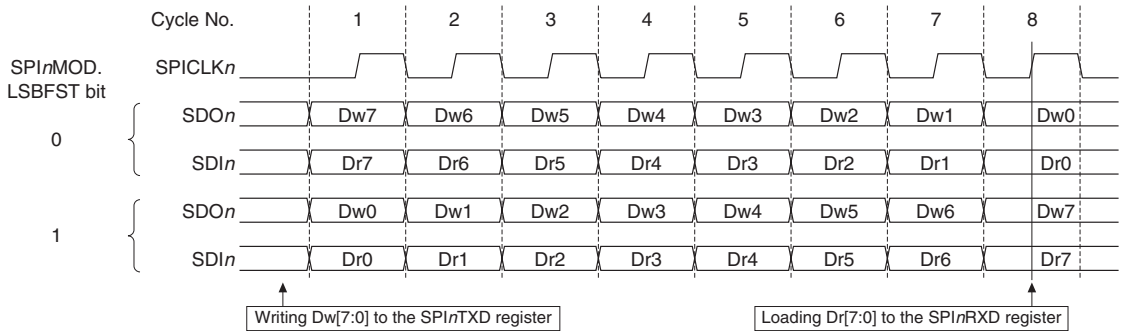 Cycle No. 1 2 3 4 5 6 7 8
SPInMOD. LSBFST bit
SPICLKn
0
SDOn Dw7 Dw6 Dw5 Dw4 Dw3 Dw2 Dw1 Dw0
SDIn Dr7 Dr6 Dr5 Dr4 Dr3 Dr2 Dr1 Dr0
1
SDOn Dw0 Dw1 Dw2 Dw3 Dw4 Dw5 Dw6 Dw7
SDIn Dr0 Dr1 Dr2 Dr3 Dr4 Dr5 Dr6 Dr7
Writing Dw[7:0] to the SPInTXD register
Loading Dr[7:0] to the SPInRXD register